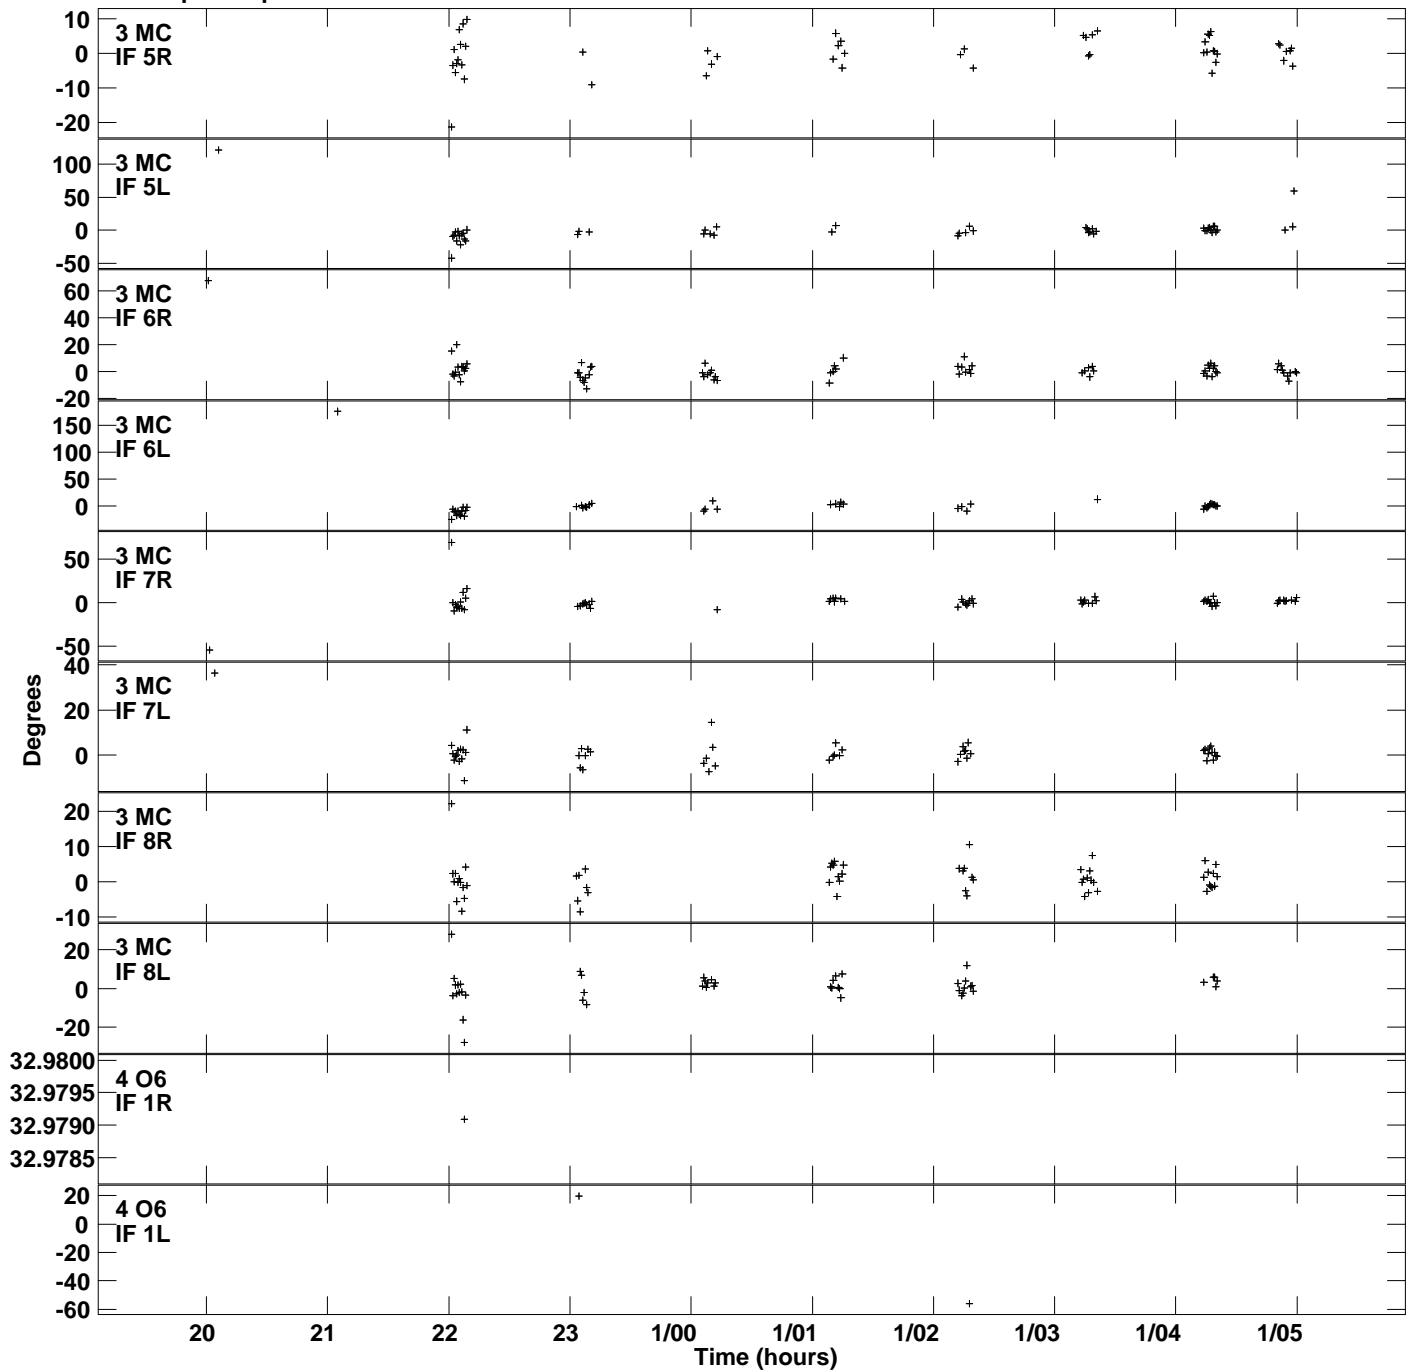 10
0
-10
-20
3 MC
IF 5R
100
50
0
-50
3 MC
IF 5L
60
40
20
0
-20
3 MC
IF 6R
150
100
50
0
3 MC
IF 6L
50
0
-50
3 MC
IF 7R
40
20
0
3 MC
IF 7L
Degrees
20
10
0
-10
3 MC
IF 8R
20
0
-20
3 MC
IF 8L
32.9800
32.9795
32.9790
32.9785
4 O6
IF 1R
20
0
-20
-40
-60
4 O6
IF 1L
20 21 22 23 1/00 1/01 1/02 1/03 1/04 1/05
Time (hours)